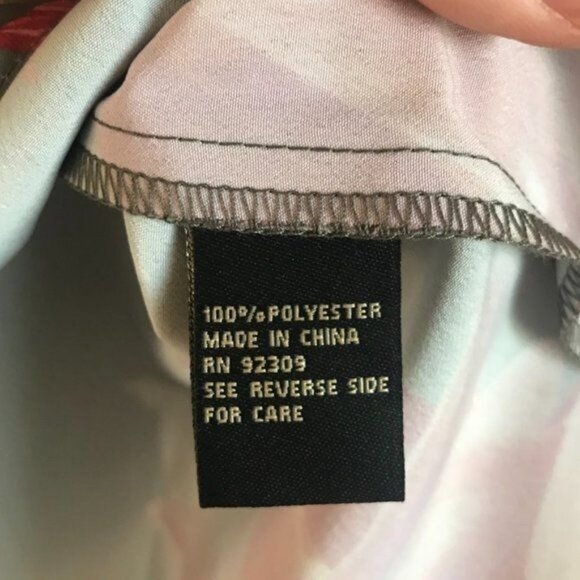 100% POLYESTER
MADE IN CHINA
RN 92309
SEE REVERSE SIDE
FOR CARE